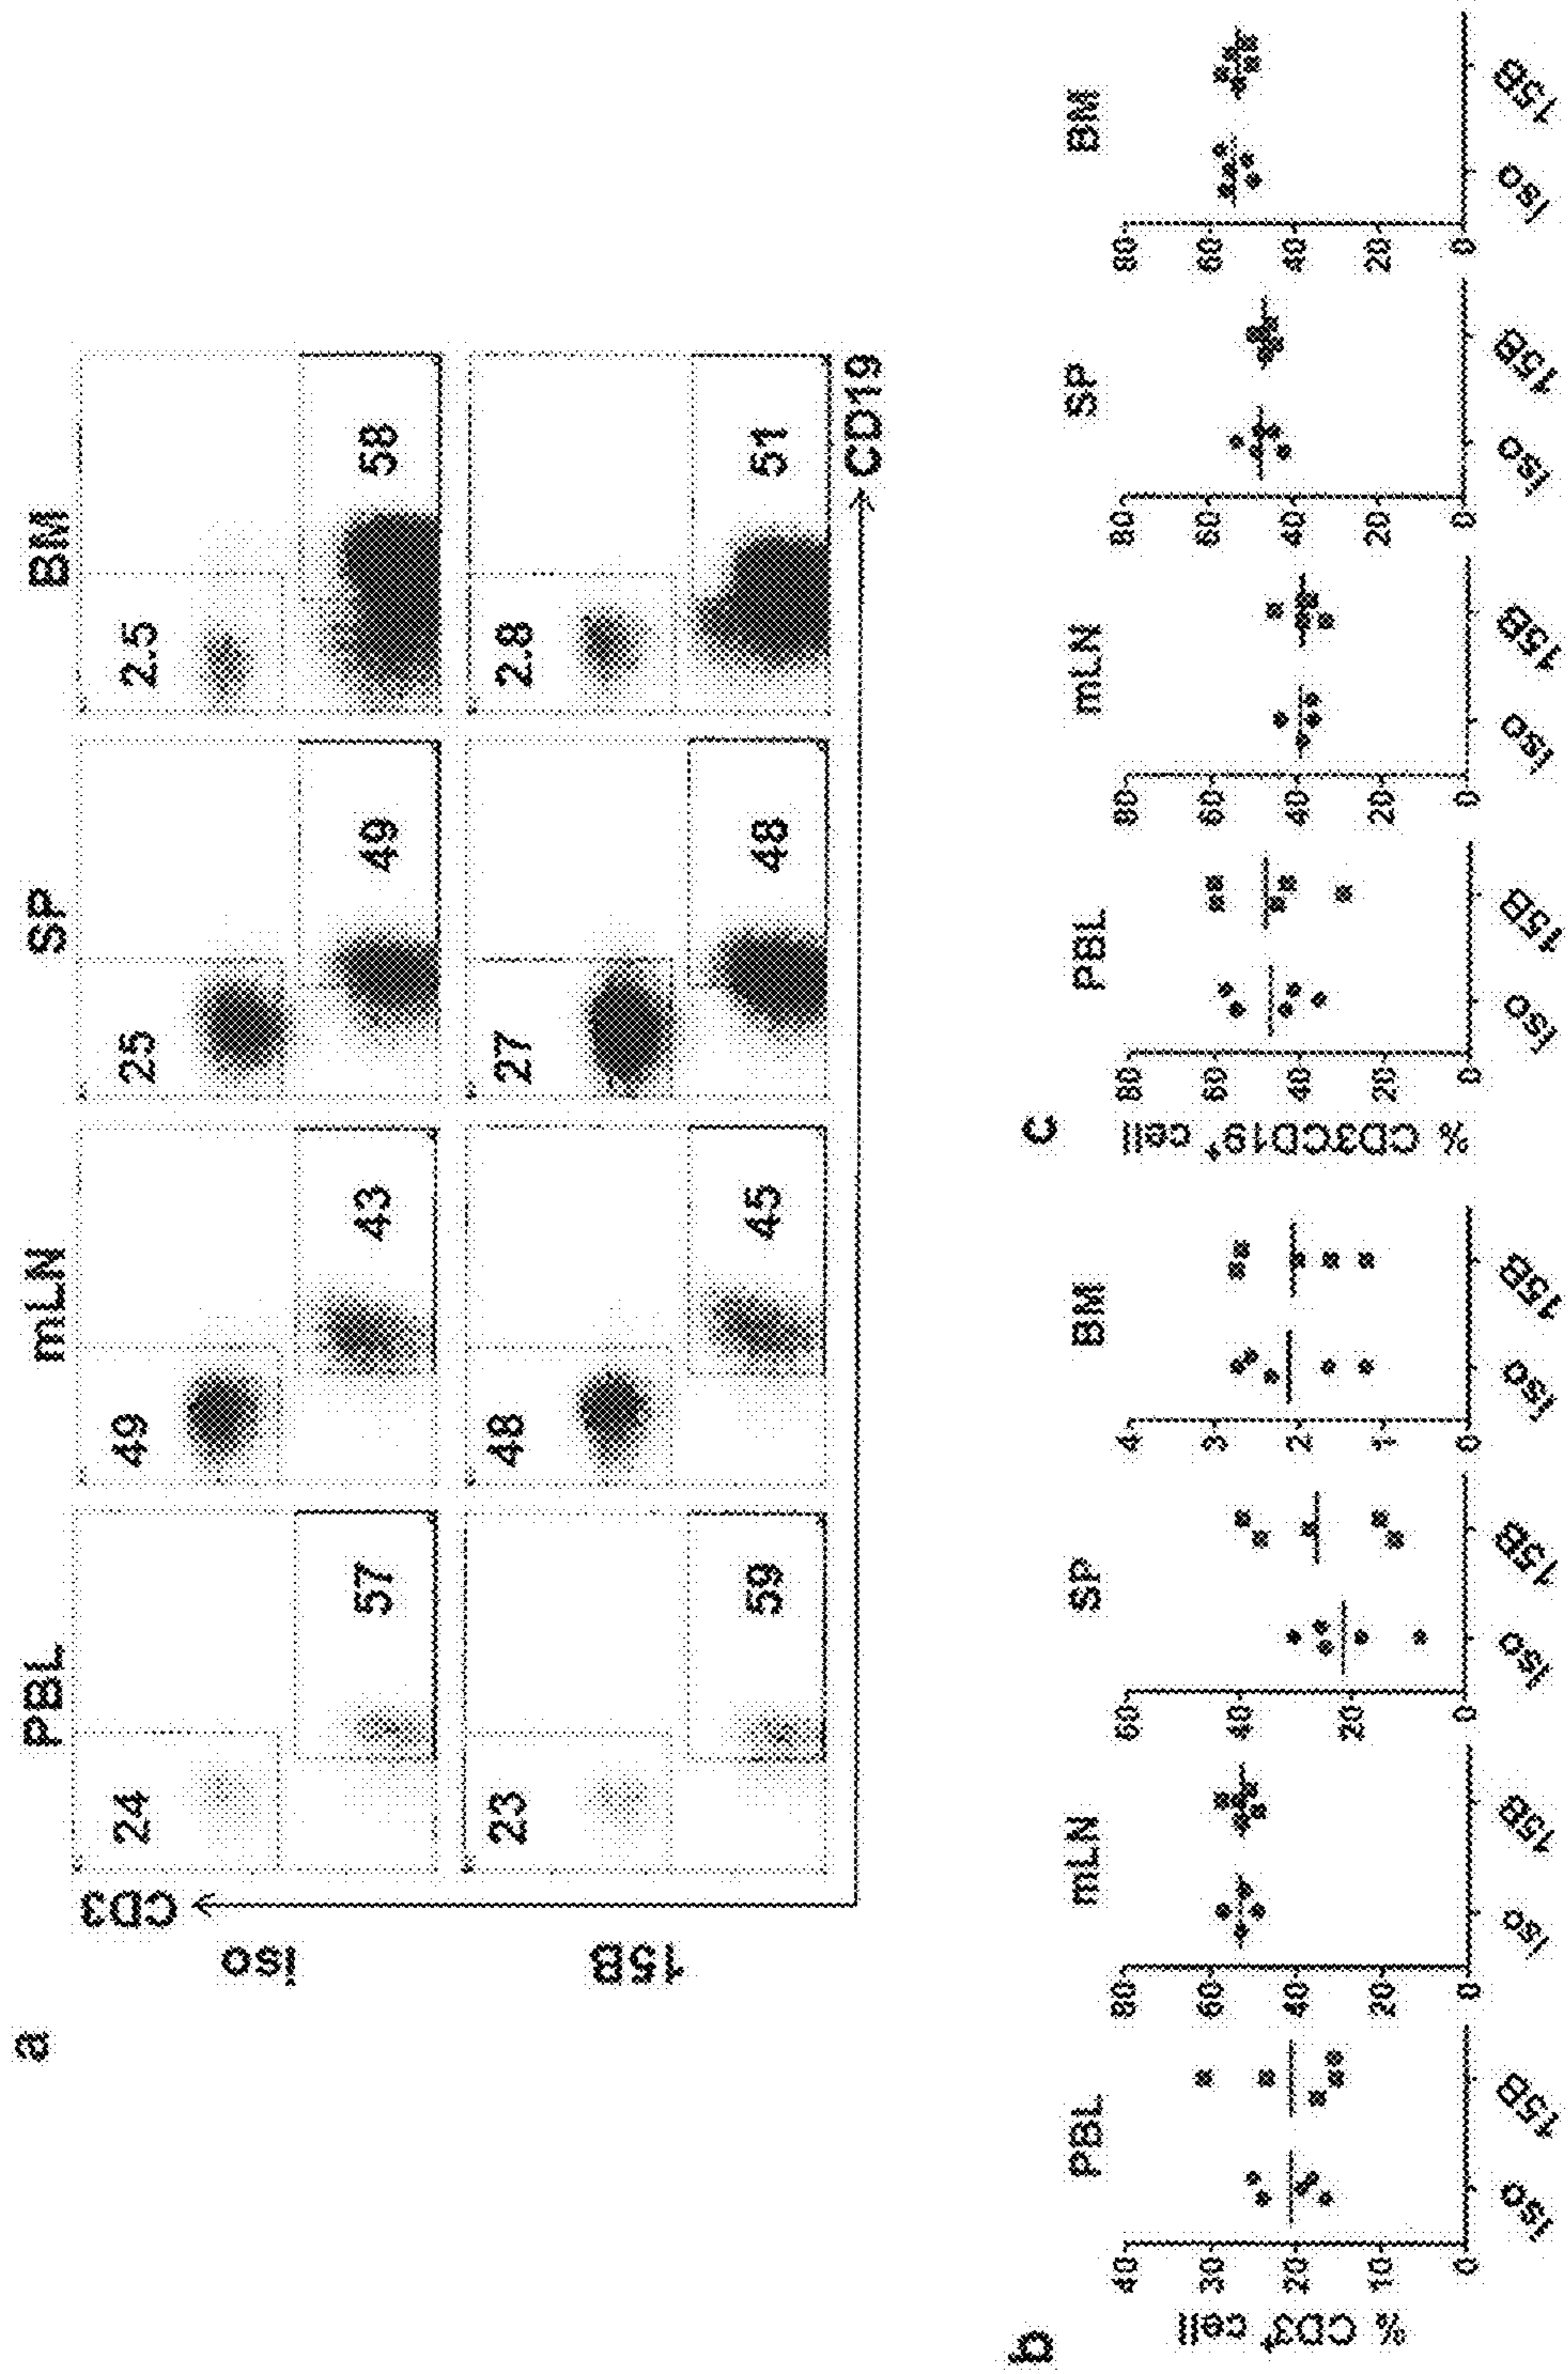 a
PBL mLN SP BM
CD3
iso
24 49 25 2.5
57 43 49 58
15B
23 48 27 2.8
59 45 48 51
CD19
b
% CD3+ cell
PBL mLN SP BM
40 30 20 10 0
80 60 40 20 0
60 40 20 0
4 3 2 1 0
iso 15B iso 15B iso 15B iso 15B
c
% CD3CD19+ cell
PBL mLN SP BM
80 60 40 20 0
80 60 40 20 0
80 60 40 20 0
80 60 40 20 0
iso 15B iso 15B iso 15B iso 15B